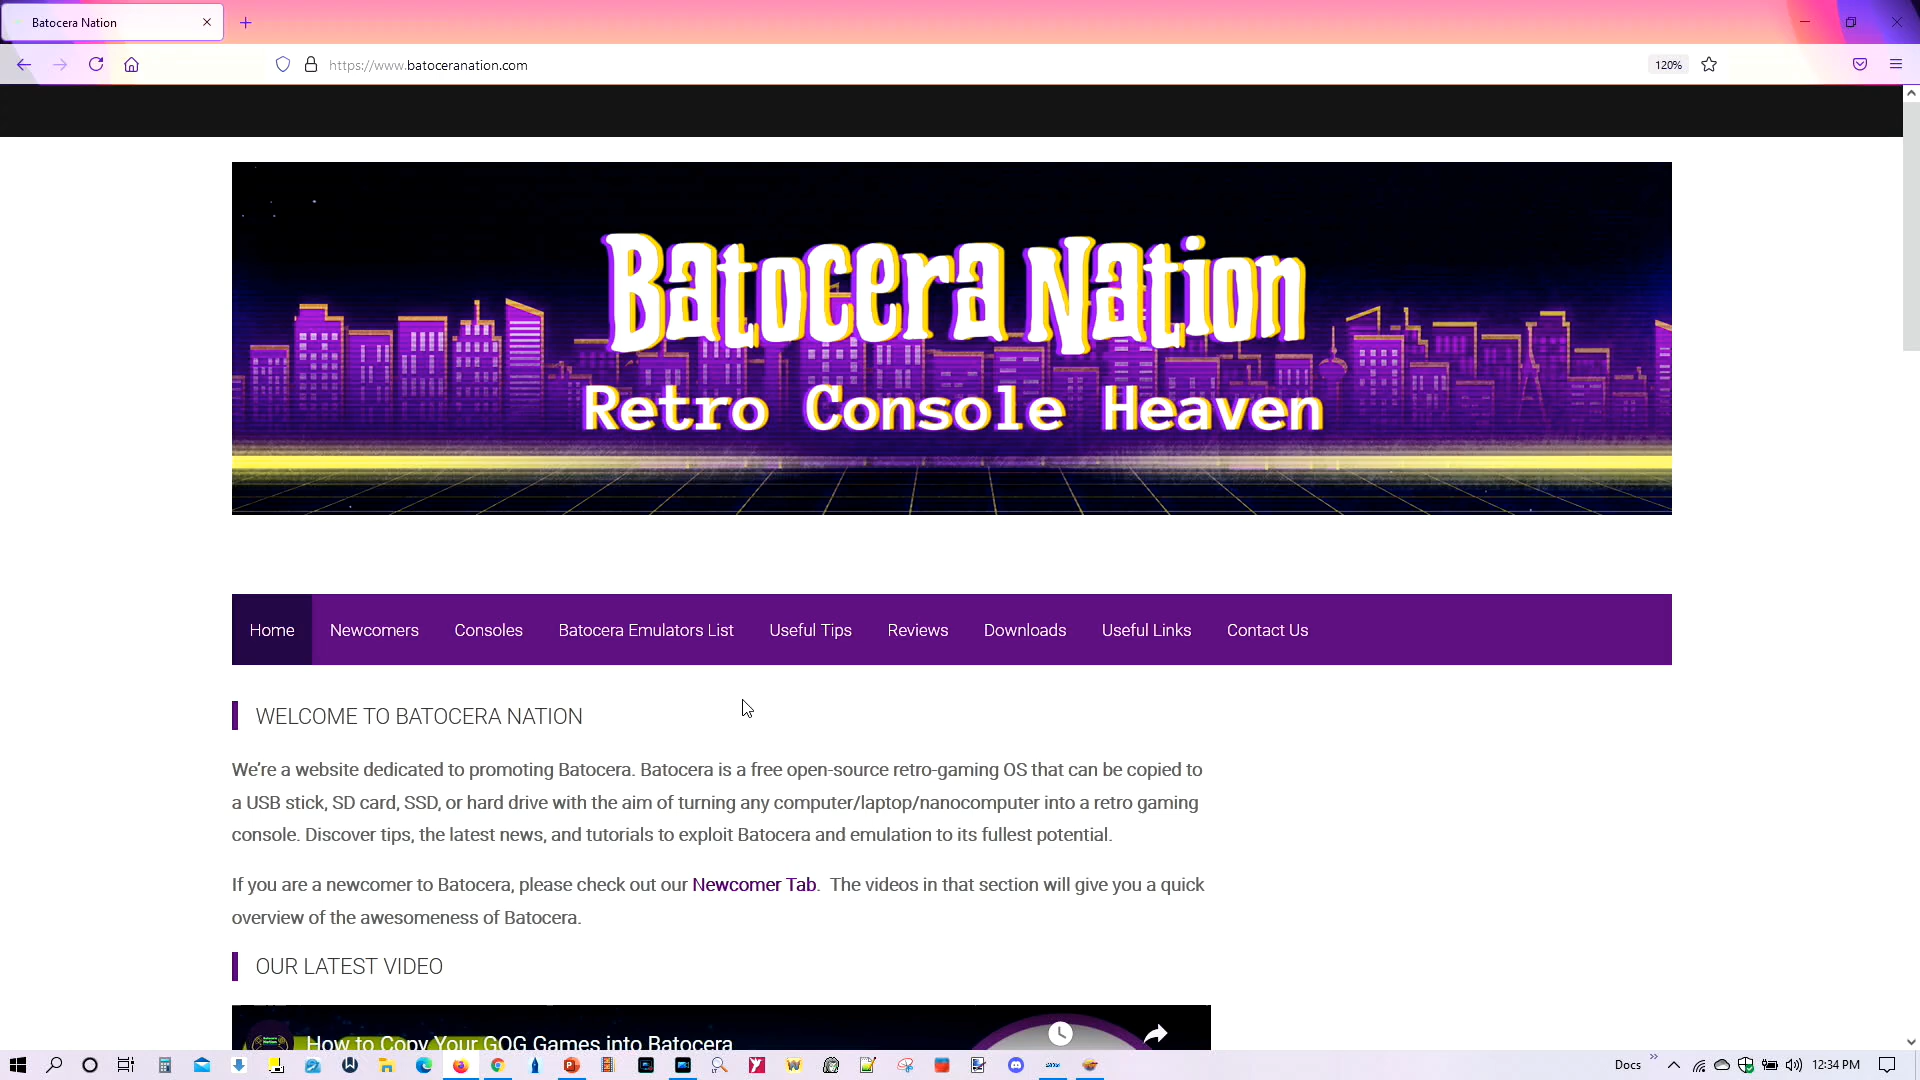 Batocera Nation
https://www.batoceranation.com
120%
Batocera Nation
Retro Console Heaven
Home Newcomers Consoles Batocera Emulators List Useful Tips Reviews Downloads Useful Links Contact Us
WELCOME TO BATOCERA NATION
We're a website dedicated to promoting Batocera. Batocera is a free open-source retro-gaming OS that can be copied to
a USB stick, SD card, SSD, or hard drive with the aim of turning any computer/laptop/nanocomputer into a retro gaming
console. Discover tips, the latest news, and tutorials to exploit Batocera and emulation to its fullest potential.
If you are a newcomer to Batocera, please check out our Newcomer Tab. The videos in that section will give you a quick
overview of the awesomeness of Batocera.
OUR LATEST VIDEO
How to Copy Your GOG Games into Batocera
Docs 12:34 PM